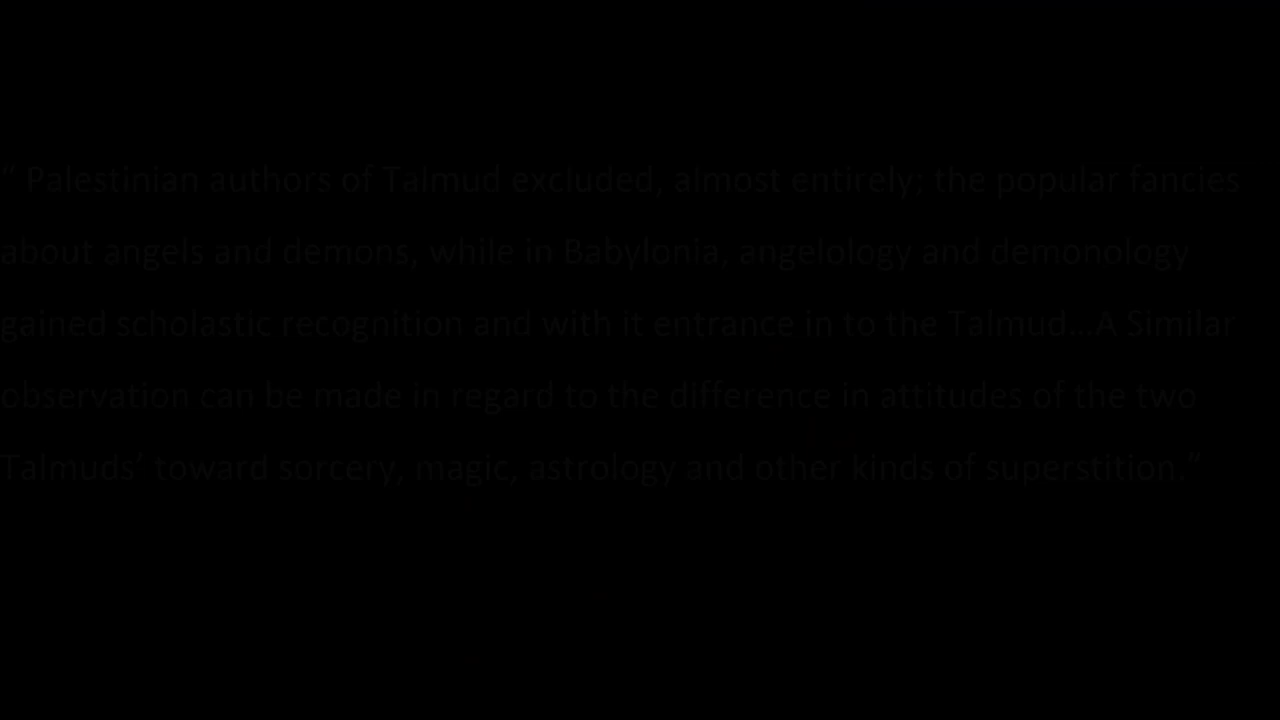 “ Palestinian authors of Talmud excluded, almost entirely; the popular fancies
about angels and demons, while in Babylonia, angelology and demonology
gained scholastic recognition and with it entrance in to the Talmud...A Similar
observation can be made in regard to the difference in attitudes of the two
Talmuds’ toward sorcery, magic, astrology and other kinds of superstition.”